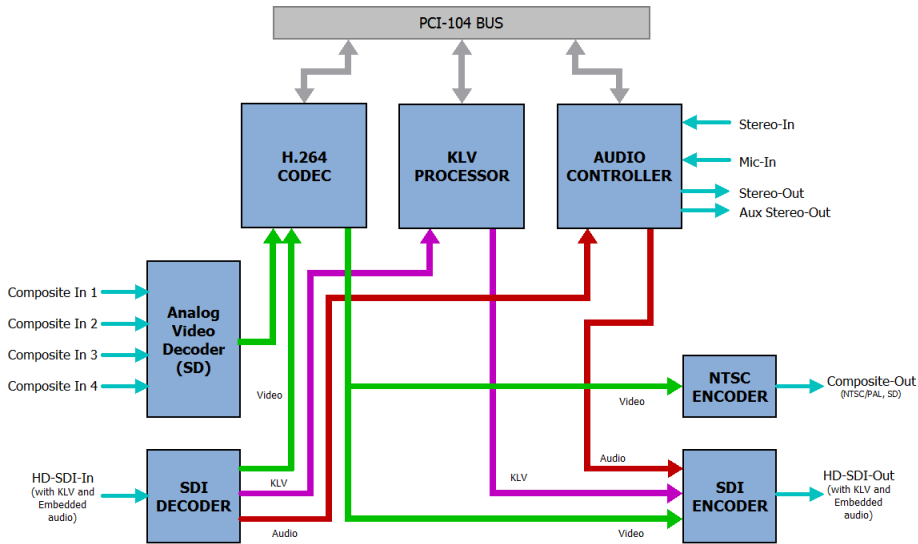 PCI-104 BUS
H.264
CODEC
KLV
PROCESSOR
AUDIO
CONTROLLER
Stereo-In
Mic-In
Stereo-Out
Aux Stereo-Out
Composite In 1
Composite In 2
Composite In 3
Composite In 4
Analog
Video
Decoder
(SD)
Video
Video
NTSC
ENCODER
Composite-Out
(NTSC/PAL, SD)
HD-SDI-In
(with KLV and
Embedded
audio)
SDI
DECODER
KLV
Audio
Audio
KLV
Video
SDI
ENCODER
HD-SDI-Out
(with KLV and
Embedded
audio)